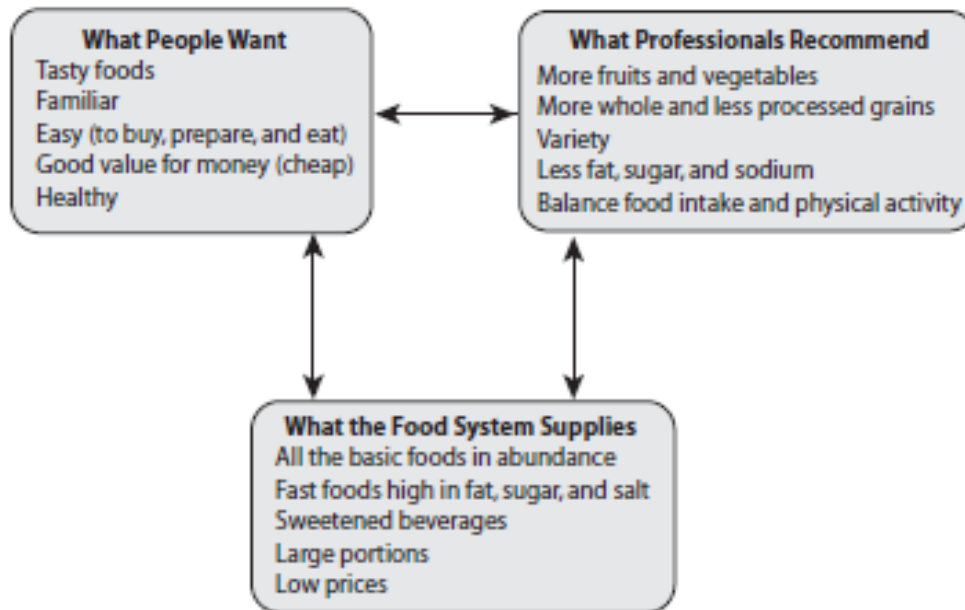 What People Want
Tasty foods
Familiar
Easy (to buy, prepare, and eat)
Good value for money (cheap)
Healthy
What Professionals Recommend
More fruits and vegetables
More whole and less processed grains
Variety
Less fat, sugar, and sodium
Balance food intake and physical activity
What the Food System Supplies
All the basic foods in abundance
Fast foods high in fat, sugar, and salt
Sweetened beverages
Large portions
Low prices